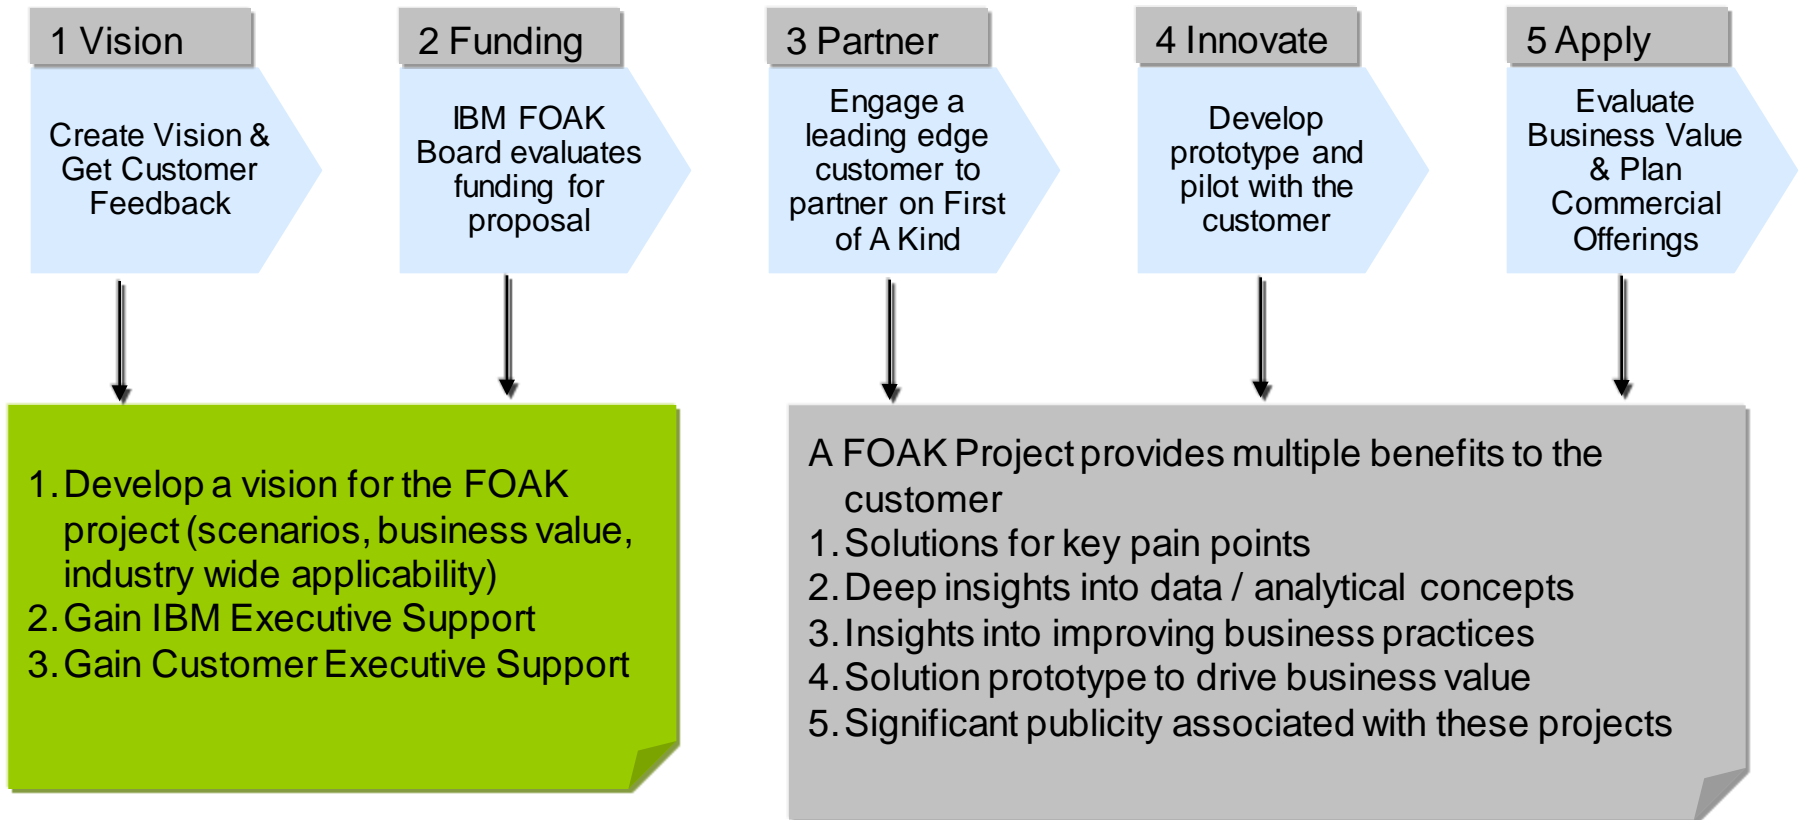 1 Vision
Create Vision &
Get Customer
Feedback
2 Funding
IBM FOAK
Board evaluates
funding for
proposal
3 Partner
Engage a
leading edge
customer to
partner on First
of A Kind
4 Innovate
Develop
prototype and
pilot with the
customer
5 Apply
Evaluate
Business Value
& Plan
Commercial
Offerings
1. Develop a vision for the FOAK
project (scenarios, business value,
industry wide applicability)
2. Gain IBM Executive Support
3. Gain Customer Executive Support
A FOAK Project provides multiple benefits to the
customer
1. Solutions for key pain points
2. Deep insights into data / analytical concepts
3. Insights into improving business practices
4. Solution prototype to drive business value
5. Significant publicity associated with these projects